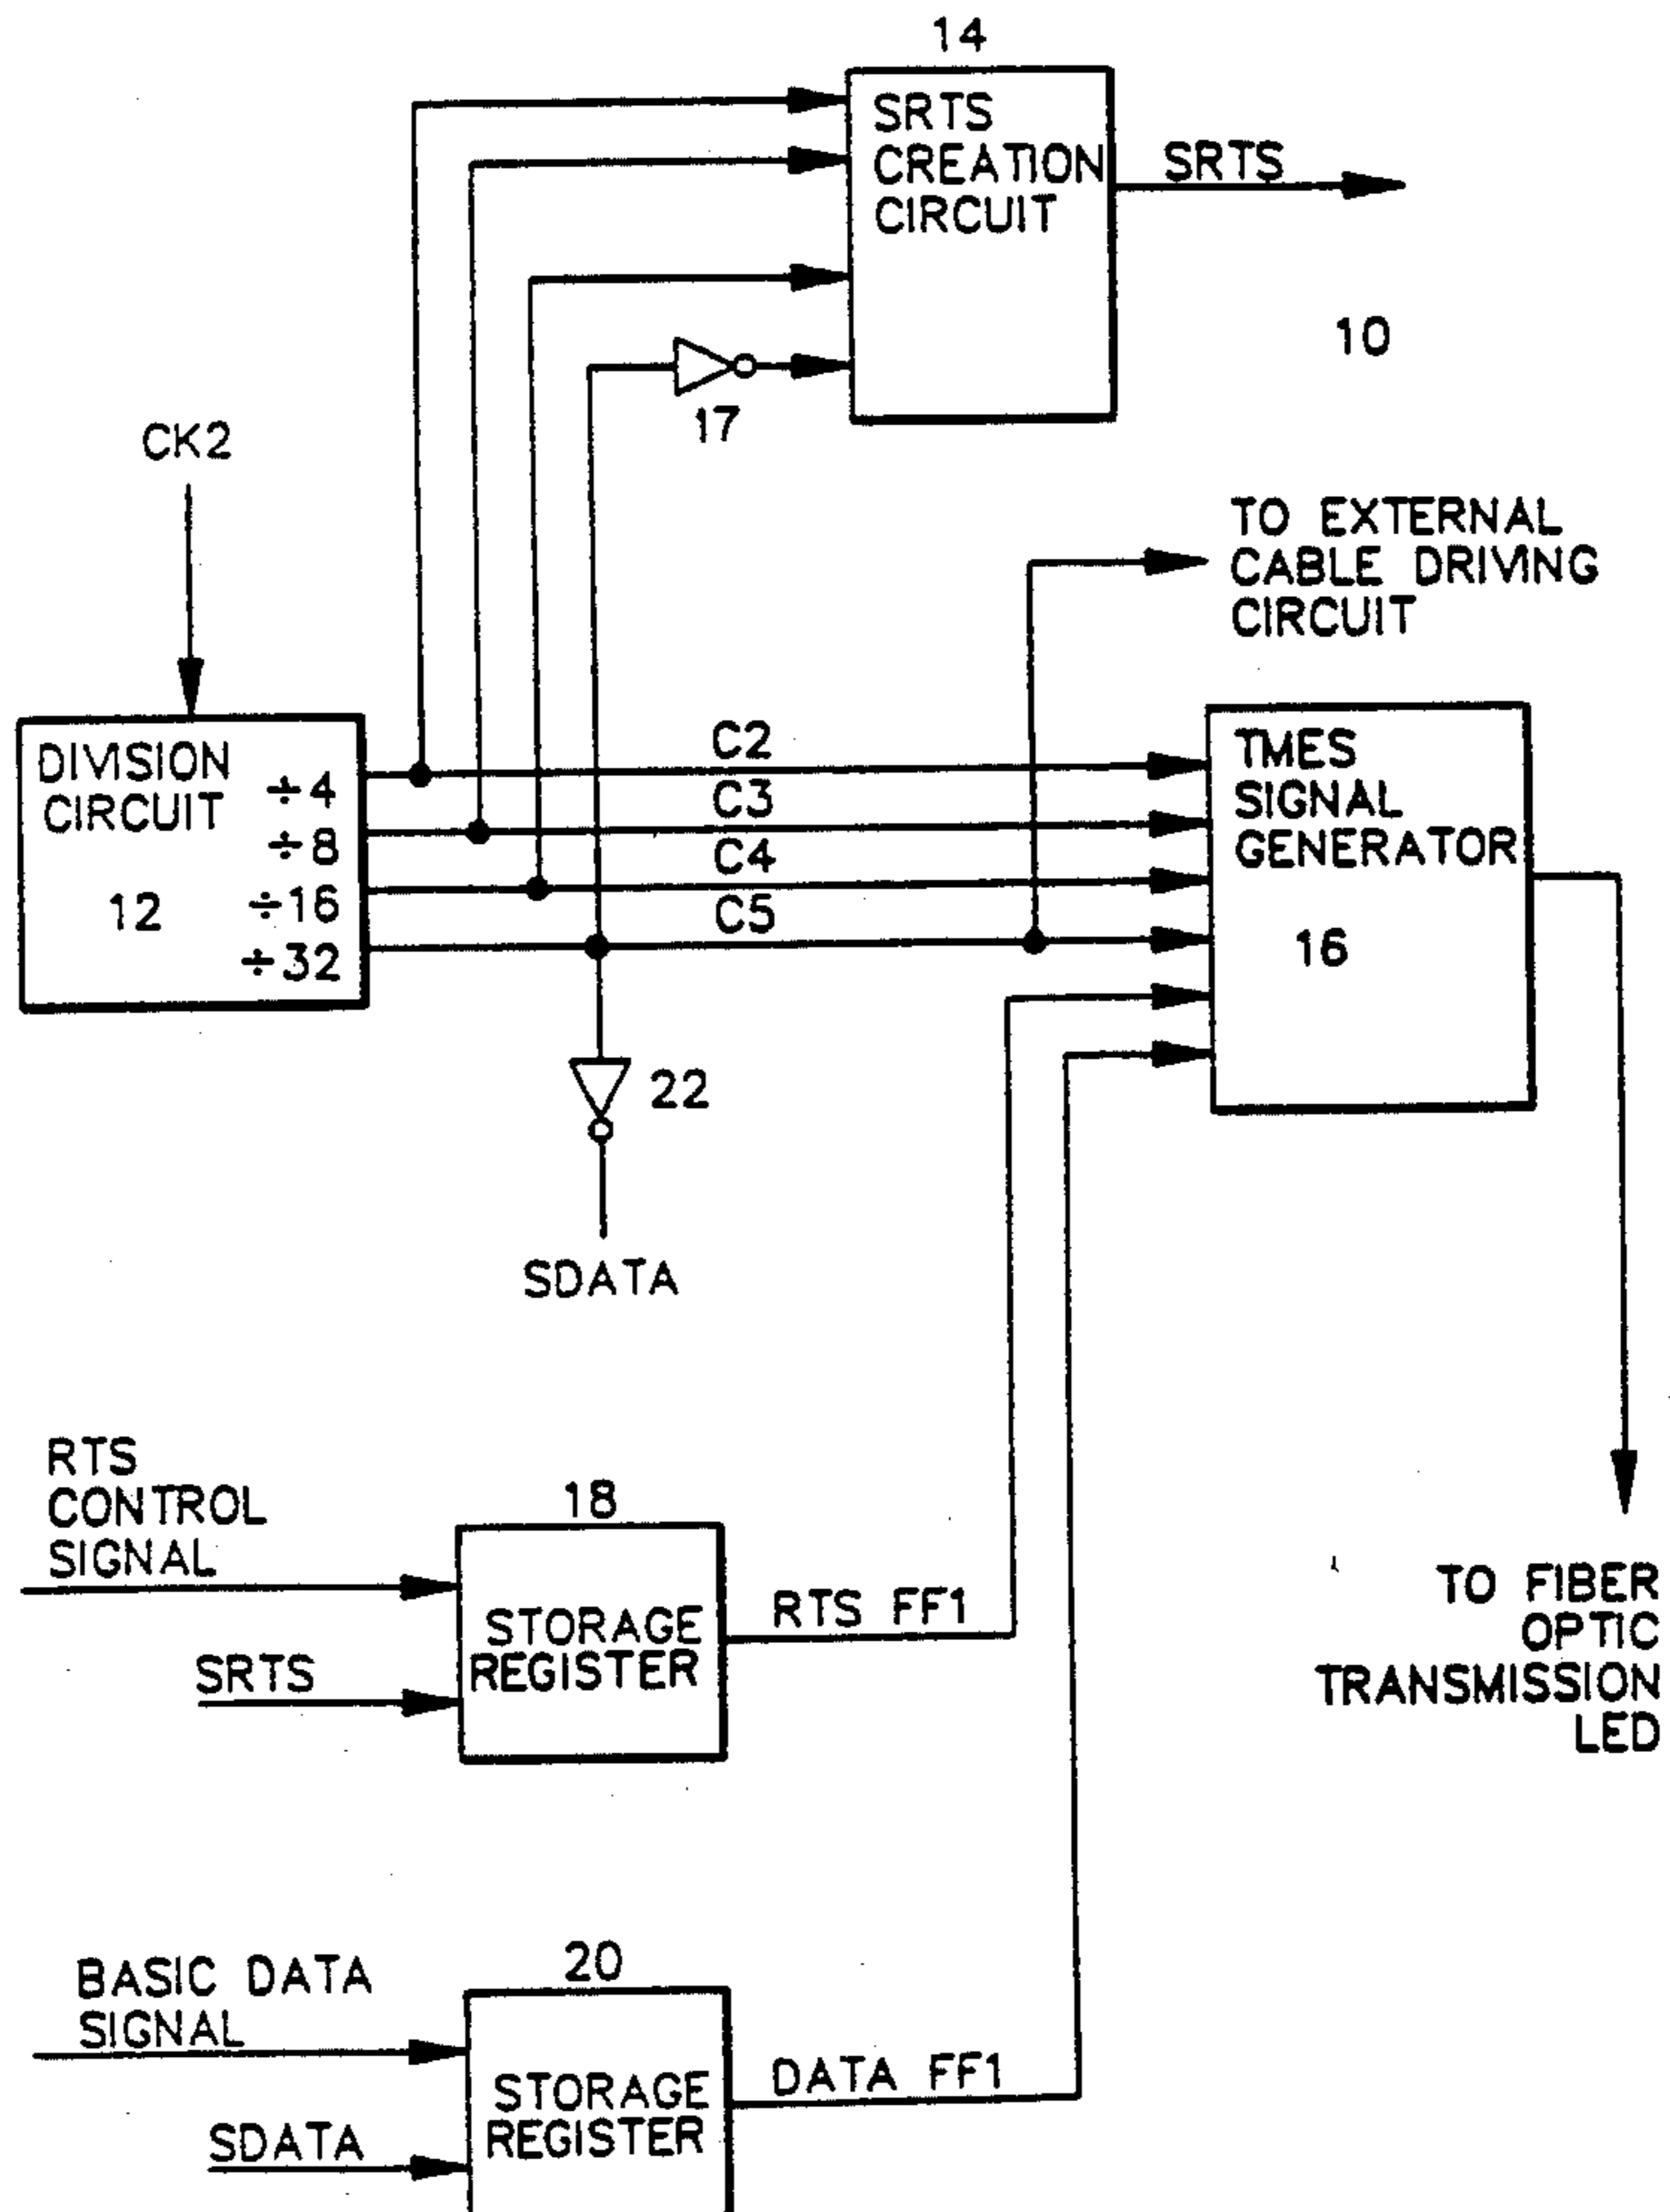 14
SRTS
CREATION
CIRCUIT
SRTS
10
17
CK2
TO EXTERNAL
CABLE DRIVING
CIRCUIT
DIVISION
CIRCUIT
÷4
÷8
÷16
÷32
12
C2
C3
C4
C5
TMES
SIGNAL
GENERATOR
16
22
SDATA
RTS
CONTROL
SIGNAL
18
STORAGE
REGISTER
SRTS
RTS FF1
TO FIBER
OPTIC
TRANSMISSION
LED
BASIC DATA
SIGNAL
20
STORAGE
REGISTER
SDATA
DATA FF1